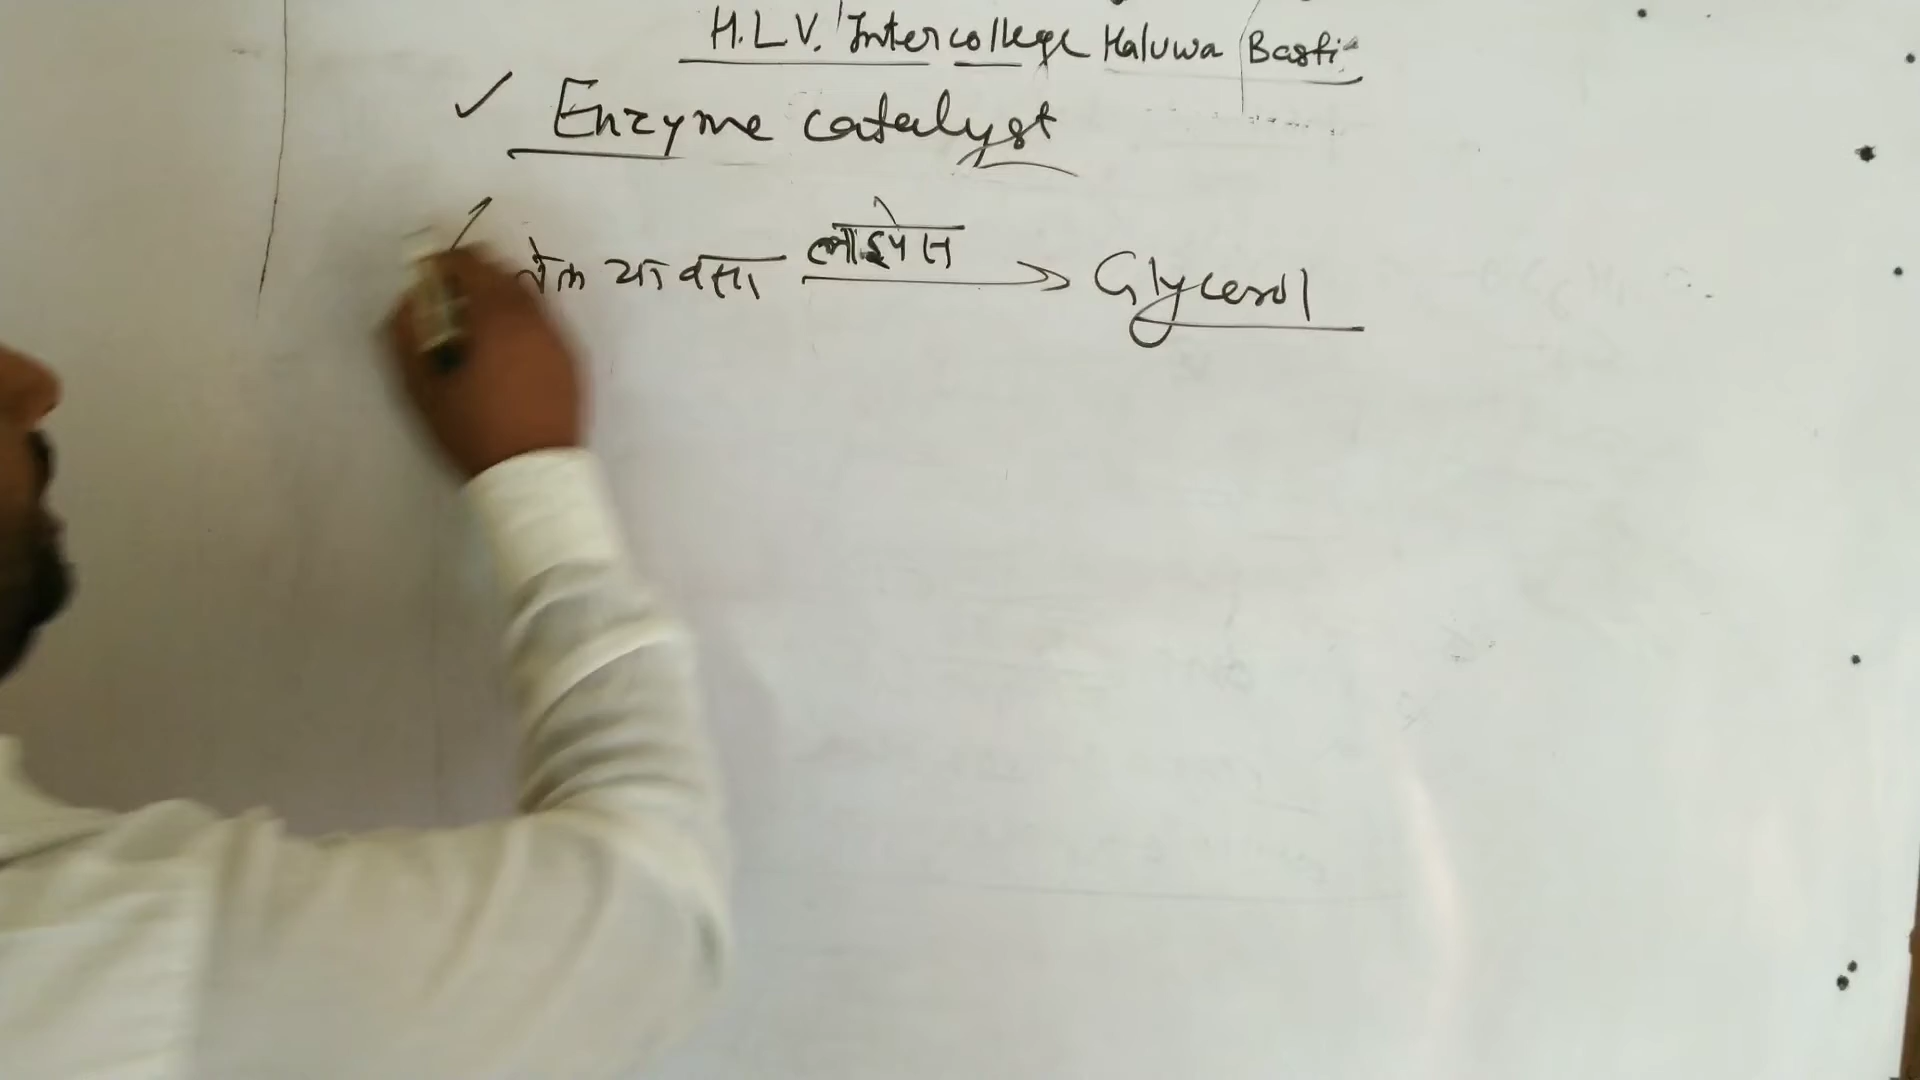 H.L.V. Intercollege Haluwa Basti
Enzyme catalyst
तेल या वसा लाइपेस → Glycerol